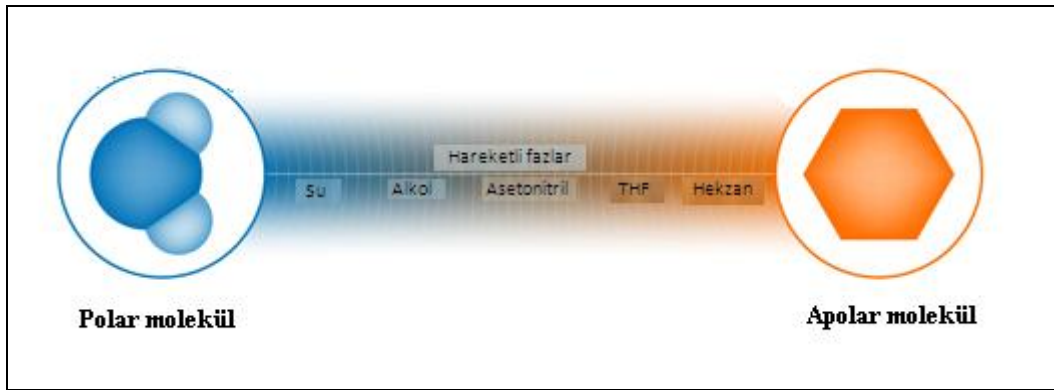 Hareketli fazlar
Su Alkol Asetonitril THF Hekzan
Polar molekül
Apolar molekül